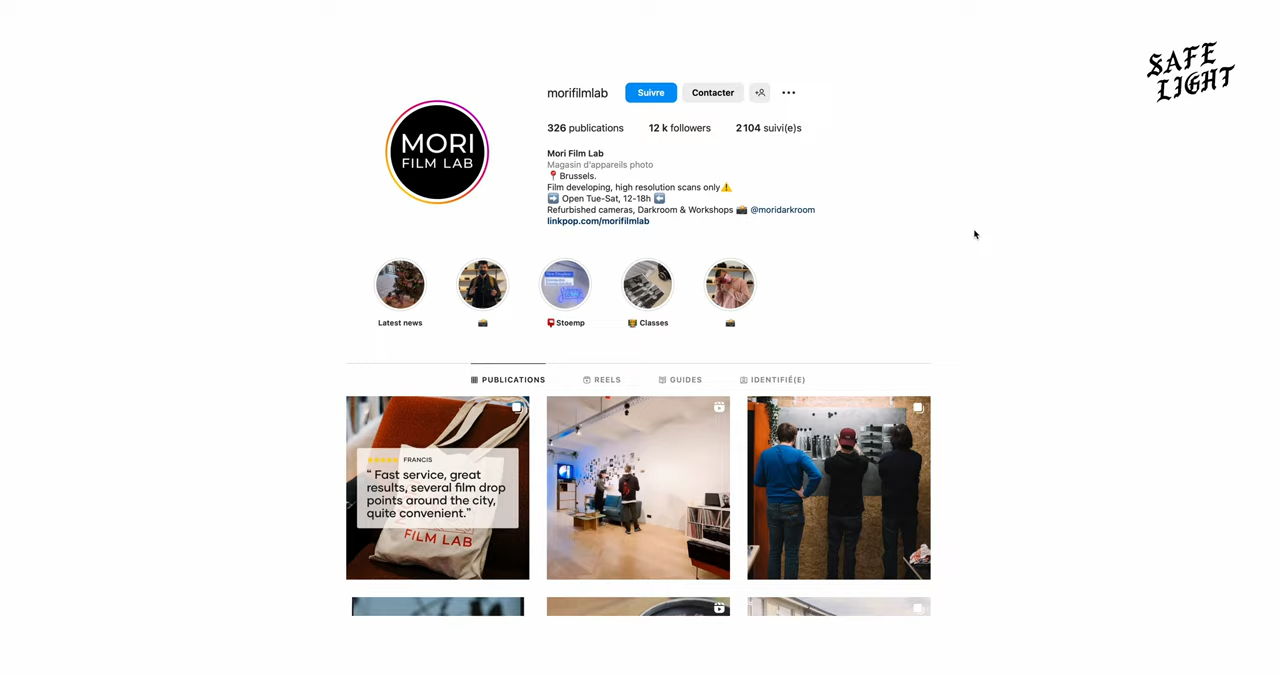 SAFE
LIGHT
morifilmlab Suivre Contacter
326 publications 12 k followers 2 104 suivi(e)s
MORI
FILM LAB
Mori Film Lab
Magasin d'appareils photo
📍 Brussels.
Film developing, high resolution scans only⚠️
➡️ Open Tue-Sat, 12-18h ⬅️
Refurbished cameras, Darkroom & Workshops 📸 @moridarkroom
linkpop.com/morifilmlab
Latest news 📸 📮 Stoemp 👨‍🏫 Classes 📸
PUBLICATIONS REELS GUIDES IDENTIFIÉ(E)
★★★★★ FRANCIS
“ Fast service, great
results, several film drop
points around the city,
quite convenient.”
FILM LAB